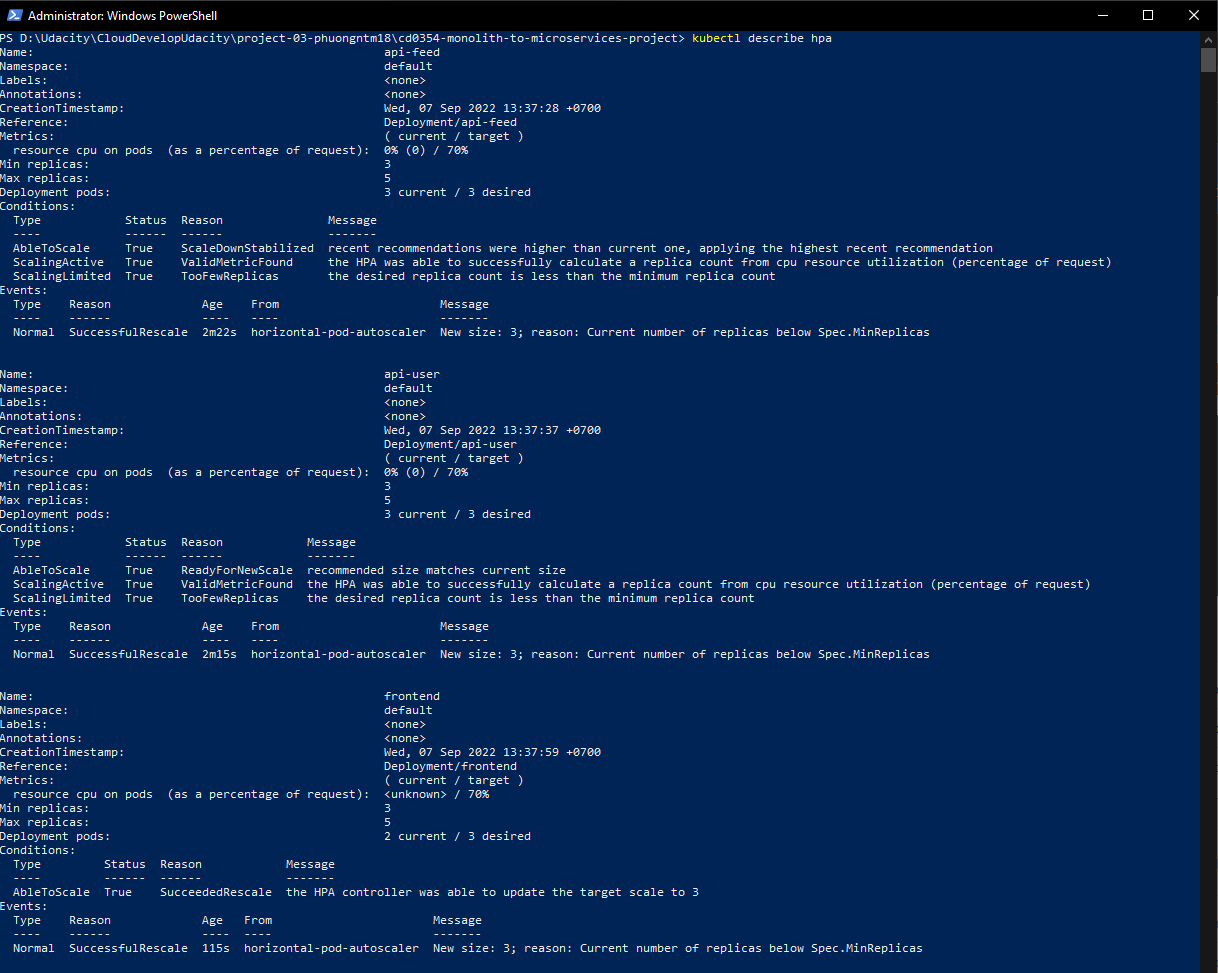 Administrator: Windows PowerShell
PS D:\Udacity\CloudDevelopUdacity\project-03-phuongntm18\cd0354-monolith-to-microservices-project> kubectl describe hpa
Name:                                                  api-feed
Namespace:                                             default
Labels:                                                <none>
Annotations:                                           <none>
CreationTimestamp:                                     Wed, 07 Sep 2022 13:37:28 +0700
Reference:                                             Deployment/api-feed
Metrics:                                               ( current / target )
  resource cpu on pods  (as a percentage of request):  0% (0) / 70%
Min replicas:                                          3
Max replicas:                                          5
Deployment pods:                                       3 current / 3 desired
Conditions:
  Type            Status  Reason               Message
  ----            ------  ------               -------
  AbleToScale     True    ScaleDownStabilized  recent recommendations were higher than current one, applying the highest recent recommendation
  ScalingActive   True    ValidMetricFound     the HPA was able to successfully calculate a replica count from cpu resource utilization (percentage of request)
  ScalingLimited  True    TooFewReplicas       the desired replica count is less than the minimum replica count
Events:
  Type    Reason             Age    From                       Message
  ----    ------             ----   ----                       -------
  Normal  SuccessfulRescale  2m22s  horizontal-pod-autoscaler  New size: 3; reason: Current number of replicas below Spec.MinReplicas
Name:                                                  api-user
Namespace:                                             default
Labels:                                                <none>
Annotations:                                           <none>
CreationTimestamp:                                     Wed, 07 Sep 2022 13:37:37 +0700
Reference:                                             Deployment/api-user
Metrics:                                               ( current / target )
  resource cpu on pods  (as a percentage of request):  0% (0) / 70%
Min replicas:                                          3
Max replicas:                                          5
Deployment pods:                                       3 current / 3 desired
Conditions:
  Type            Status  Reason            Message
  ----            ------  ------            -------
  AbleToScale     True    ReadyForNewScale  recommended size matches current size
  ScalingActive   True    ValidMetricFound  the HPA was able to successfully calculate a replica count from cpu resource utilization (percentage of request)
  ScalingLimited  True    TooFewReplicas    the desired replica count is less than the minimum replica count
Events:
  Type    Reason             Age    From                       Message
  ----    ------             ----   ----                       -------
  Normal  SuccessfulRescale  2m15s  horizontal-pod-autoscaler  New size: 3; reason: Current number of replicas below Spec.MinReplicas
Name:                                                  frontend
Namespace:                                             default
Labels:                                                <none>
Annotations:                                           <none>
CreationTimestamp:                                     Wed, 07 Sep 2022 13:37:59 +0700
Reference:                                             Deployment/frontend
Metrics:                                               ( current / target )
  resource cpu on pods  (as a percentage of request):  <unknown> / 70%
Min replicas:                                          3
Max replicas:                                          5
Deployment pods:                                       2 current / 3 desired
Conditions:
  Type         Status  Reason            Message
  ----         ------  ------            -------
  AbleToScale  True    SucceededRescale  the HPA controller was able to update the target scale to 3
Events:
  Type    Reason             Age   From                       Message
  ----    ------             ----  ----                       -------
  Normal  SuccessfulRescale  115s  horizontal-pod-autoscaler  New size: 3; reason: Current number of replicas below Spec.MinReplicas